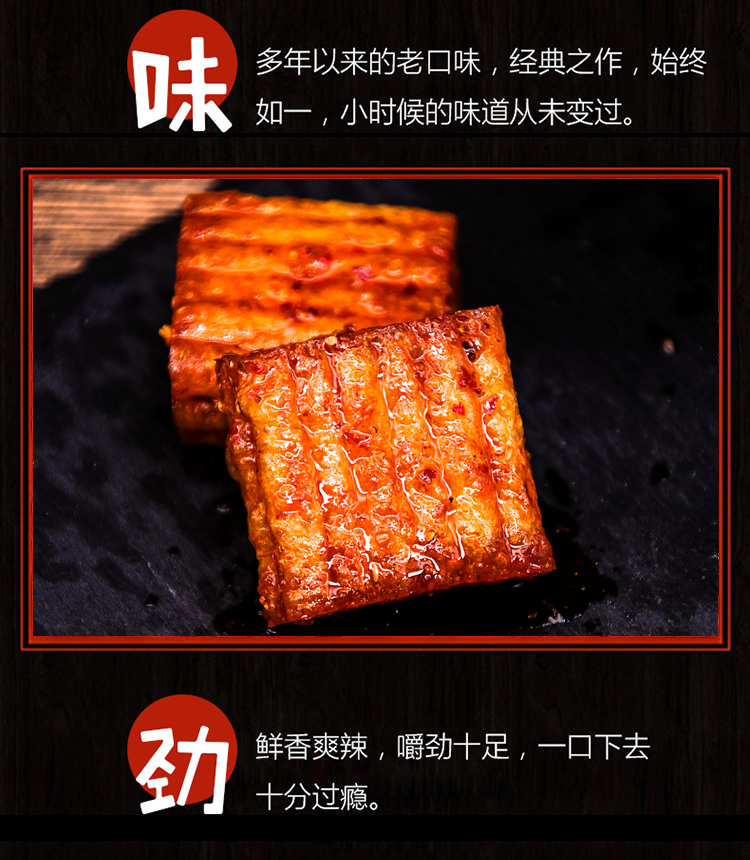 味
多年以来的老口味，经典之作，始终
如一，小时候的味道从未变过。
劲
鲜香爽辣，嚼劲十足，一口下去
十分过瘾。